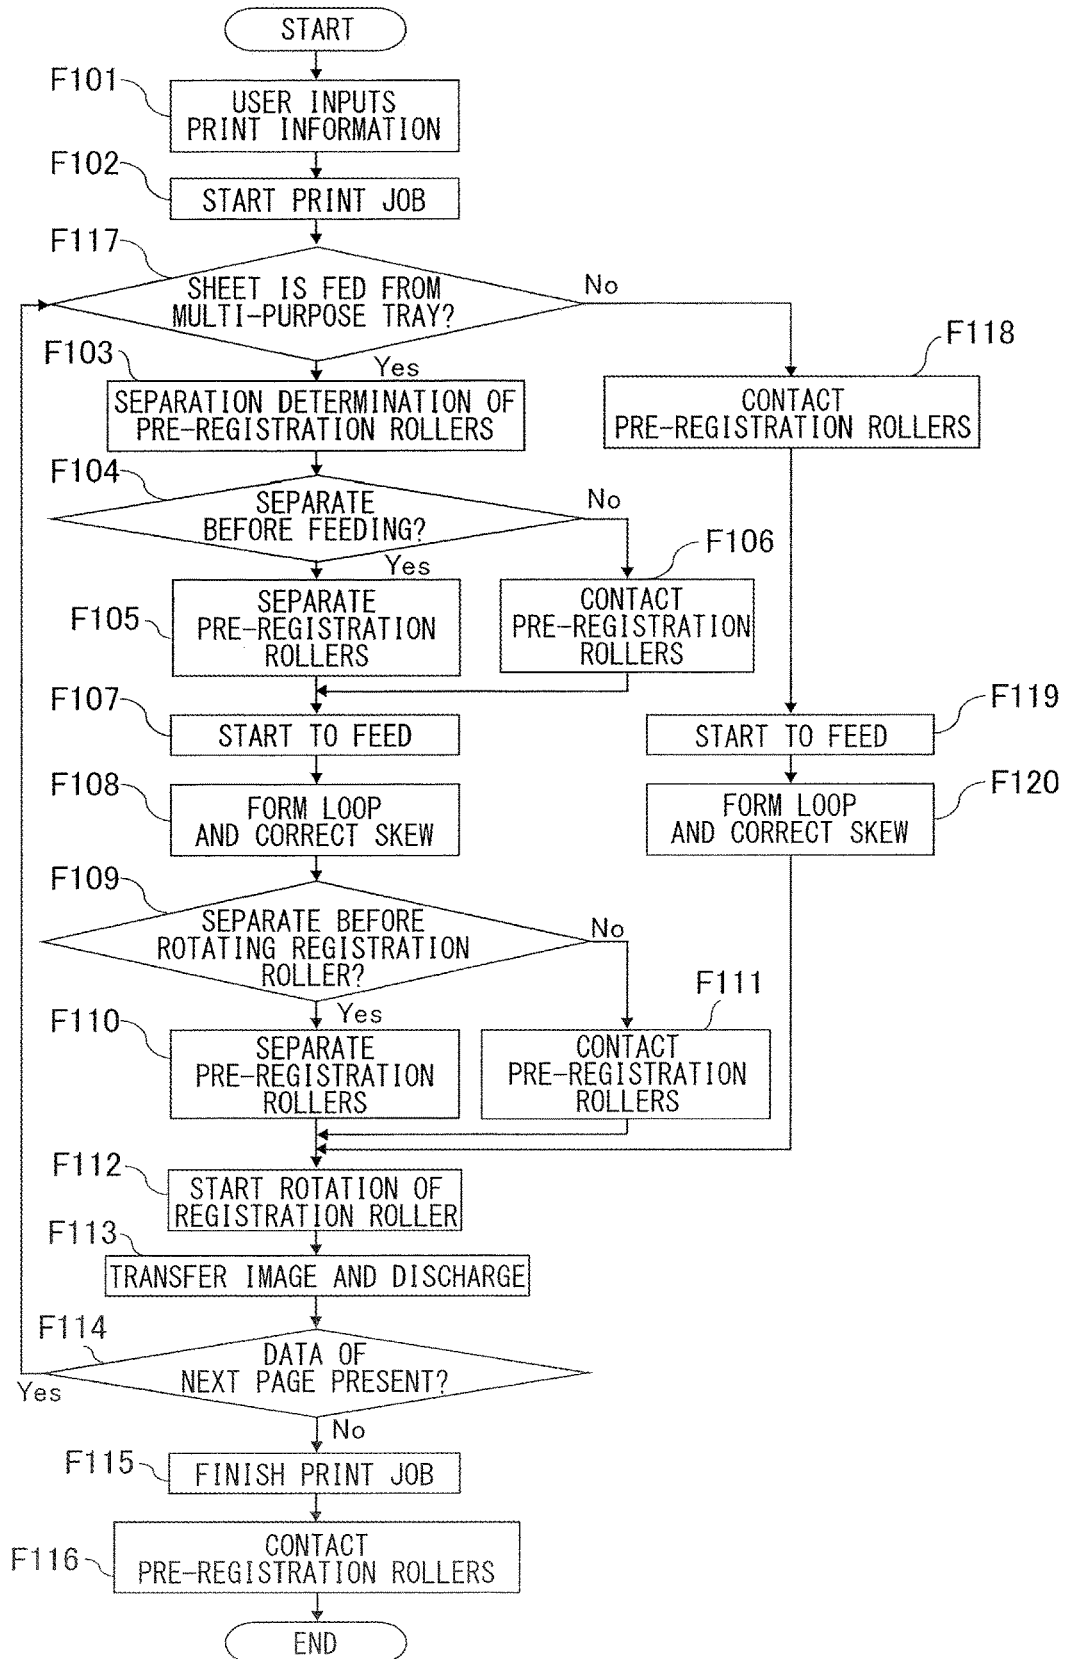 START
F101
USER INPUTS
PRINT INFORMATION
F102
START PRINT JOB
F117
SHEET IS FED FROM
MULTI-PURPOSE TRAY?
No
Yes
F103
SEPARATION DETERMINATION OF
PRE-REGISTRATION ROLLERS
F118
CONTACT
PRE-REGISTRATION ROLLERS
F104
SEPARATE
BEFORE FEEDING?
No
Yes
F105
SEPARATE
PRE-REGISTRATION
ROLLERS
F106
CONTACT
PRE-REGISTRATION
ROLLERS
F107
START TO FEED
F119
START TO FEED
F108
FORM LOOP
AND CORRECT SKEW
F120
FORM LOOP
AND CORRECT SKEW
F109
SEPARATE BEFORE
ROTATING REGISTRATION
ROLLER?
No
Yes
F110
SEPARATE
PRE-REGISTRATION
ROLLERS
F111
CONTACT
PRE-REGISTRATION
ROLLERS
F112
START ROTATION OF
REGISTRATION ROLLER
F113
TRANSFER IMAGE AND DISCHARGE
F114
DATA OF
NEXT PAGE PRESENT?
Yes
No
F115
FINISH PRINT JOB
F116
CONTACT
PRE-REGISTRATION ROLLERS
END